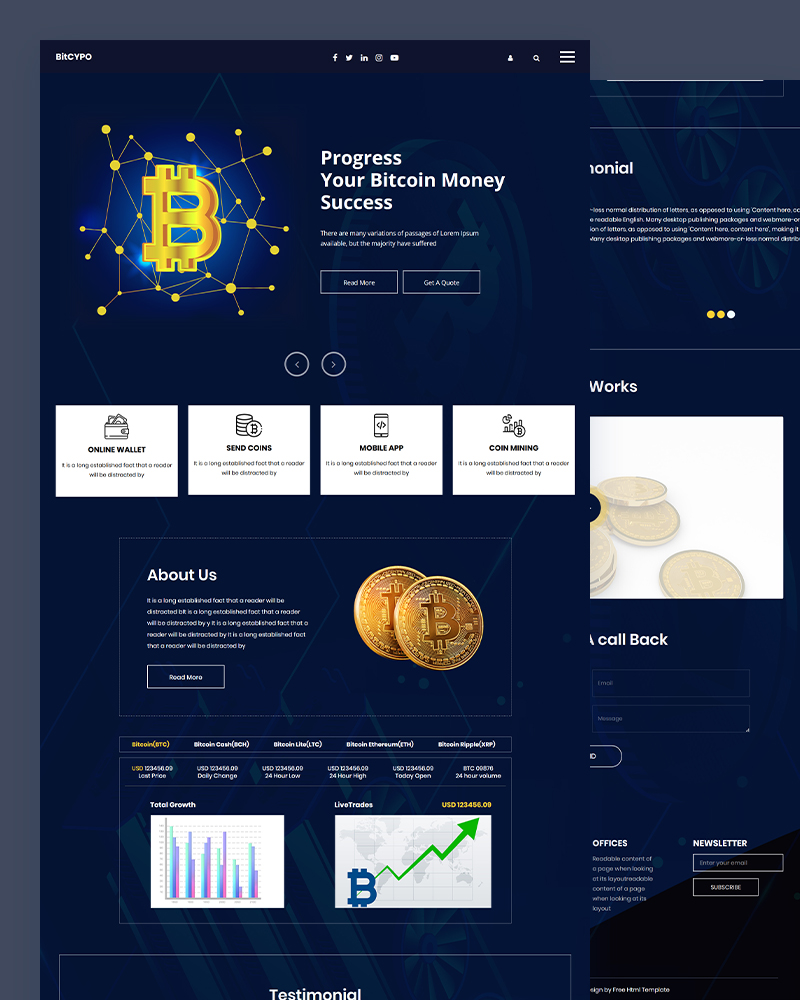 BitCYPO
Progress
Your Bitcoin Money
Success
There are many variations of passages of Lorem Ipsum
available, but the majority have suffered
Read More
Get A Quote
ONLINE WALLET
It is a long established fact that a reader
will be distracted by
SEND COINS
It is a long established fact that a reader
will be distracted by
MOBILE APP
It is a long established fact that a reader
will be distracted by
COIN MINING
It is a long established fact that a reader
will be distracted by
About Us
It is a long established fact that a reader will be
distracted bIt is a long established fact that a reader
will be distracted by y It is a long established fact that a
reader will be distracted by It is a long established fact
that a reader will be distracted by
Read More
Bitcoin(BTC)
Bitcoin Cash(BCH)
Bitcoin Lite(LTC)
Bitcoin Ethereum(ETH)
Bitcoin Ripple(XRP)
USD 123456.09
Last Price
USD 123456.09
Daily Change
USD 123456.09
24 Hour Low
USD 123456.09
24 Hour High
USD 123456.09
Today Open
BTC 09876
24 hour volume
Total Growth
LiveTrades
USD 123456.09
Testimonial
monial
-less normal distribution of letters, as opposed to using 'Content here, co
e readable English. Many desktop publishing packages and webmore-or
ion of letters, as opposed to using 'Content here, content here', making it
Many desktop publishing packages and webmore-or- less normal distrib
Works
A call Back
Email
Message
ND
OFFICES
Readable content of
a page when looking
at its layoutreadable
content of a page
when looking at its
layout
NEWSLETTER
Enter your email
SUBSCRIBE
sign by Free Html Template